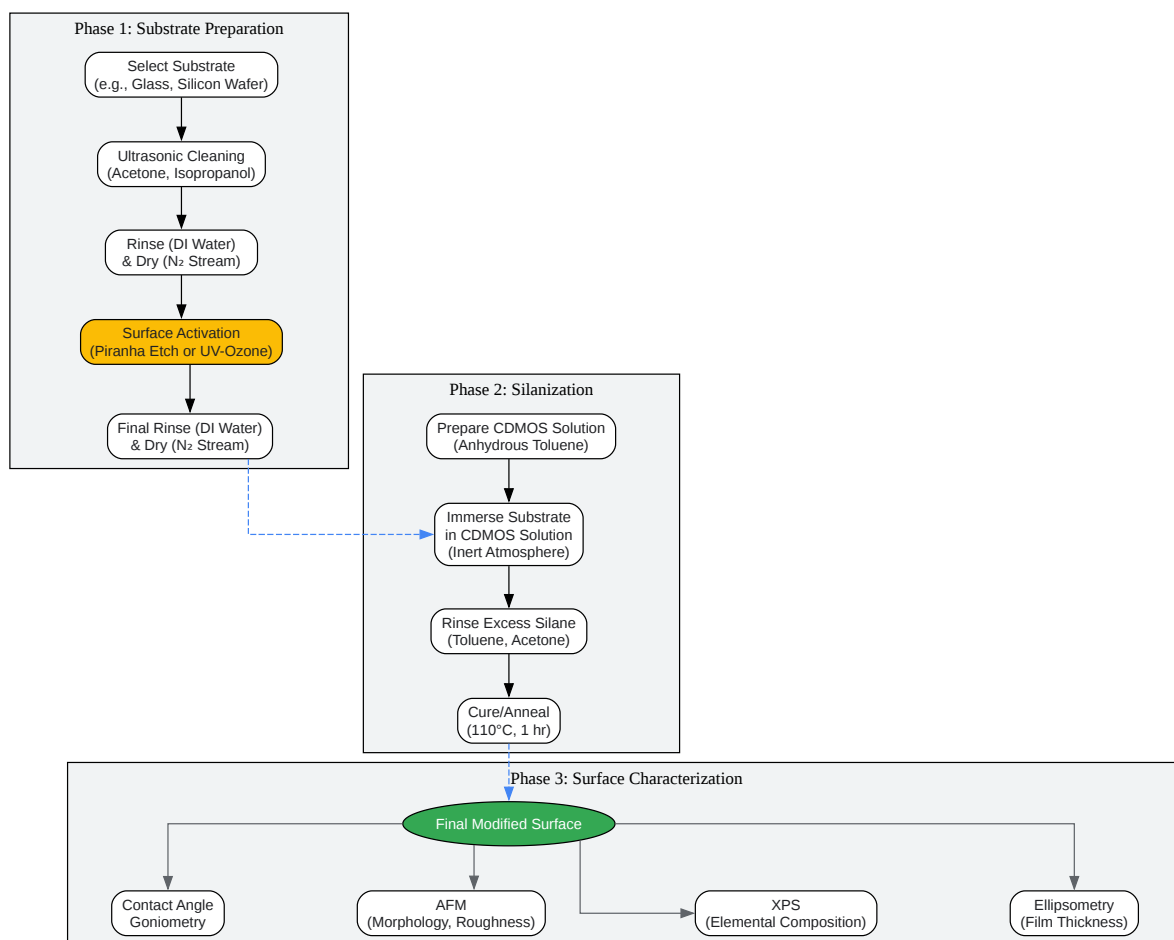 Phase 1: Substrate Preparation
Select Substrate
(e.g., Glass, Silicon Wafer)
Ultrasonic Cleaning
(Acetone, Isopropanol)
Rinse (DI Water)
& Dry (N₂ Stream)
Surface Activation
(Piranha Etch or UV-Ozone)
Final Rinse (DI Water)
& Dry (N₂ Stream)
Phase 2: Silanization
Prepare CDMOS Solution
(Anhydrous Toluene)
Immerse Substrate
in CDMOS Solution
(Inert Atmosphere)
Rinse Excess Silane
(Toluene, Acetone)
Cure/Anneal
(110°C, 1 hr)
Phase 3: Surface Characterization
Final Modified Surface
Contact Angle
Goniometry
AFM
(Morphology, Roughness)
XPS
(Elemental Composition)
Ellipsometry
(Film Thickness)